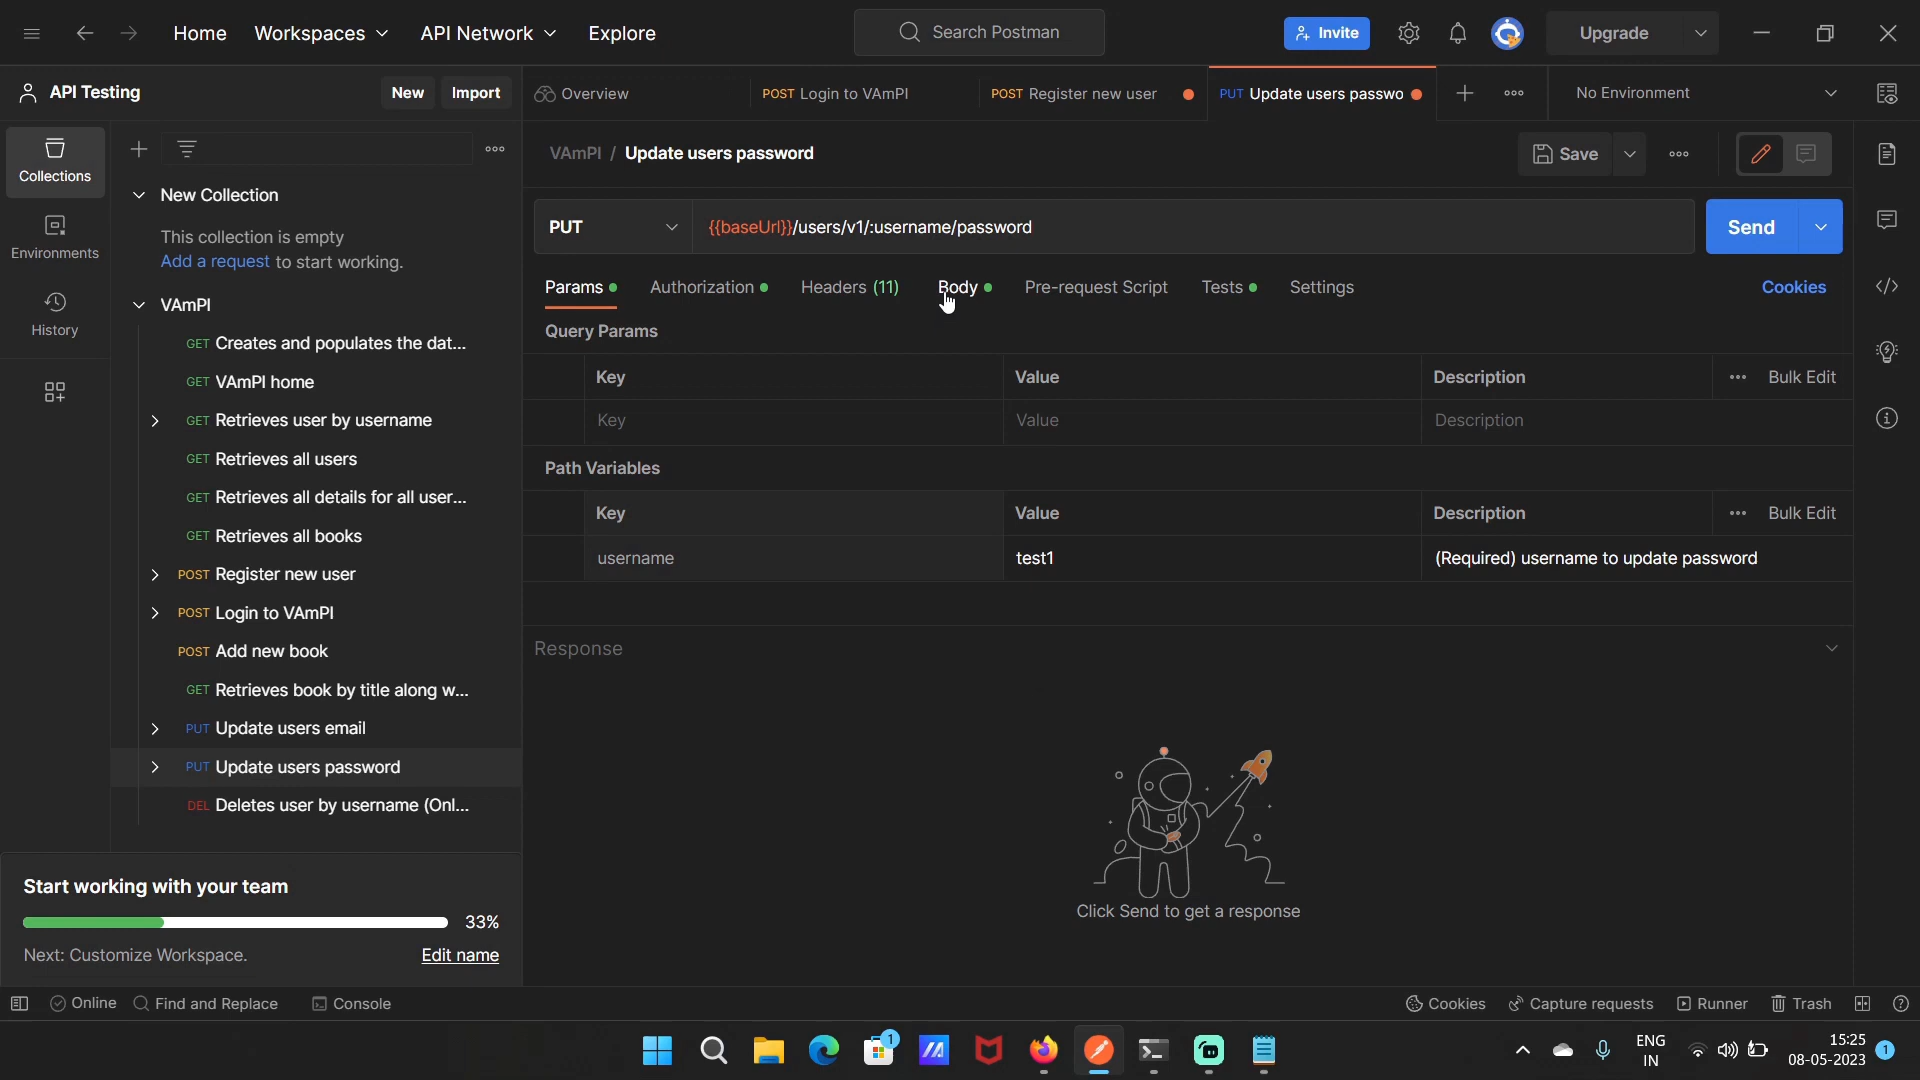 Home Workspaces API Network Explore
Search Postman
Invite
Upgrade
API Testing
New
Import
Overview
POST Login to VAmPI
POST Register new user
PUT Update users passwo
No Environment
Collections
Environments
History
New Collection
This collection is empty
Add a request to start working.
VAmPI
GET Creates and populates the dat...
GET VAmPI home
GET Retrieves user by username
GET Retrieves all users
GET Retrieves all details for all user...
GET Retrieves all books
POST Register new user
POST Login to VAmPI
POST Add new book
GET Retrieves book by title along w...
PUT Update users email
PUT Update users password
DEL Deletes user by username (Onl...
Start working with your team
33%
Next: Customize Workspace.
Edit name
VAmPI / Update users password
Save
PUT
{{baseUrl}}/users/v1/:username/password
Send
Params Authorization Headers (11) Body Pre-request Script Tests Settings
Cookies
Query Params
Key Value Description Bulk Edit
Key Value Description
Path Variables
Key Value Description Bulk Edit
username test1 (Required) username to update password
Response
Click Send to get a response
Online Find and Replace Console
Cookies Capture requests Runner Trash
1
ENG
IN
15:25
08-05-2023
1